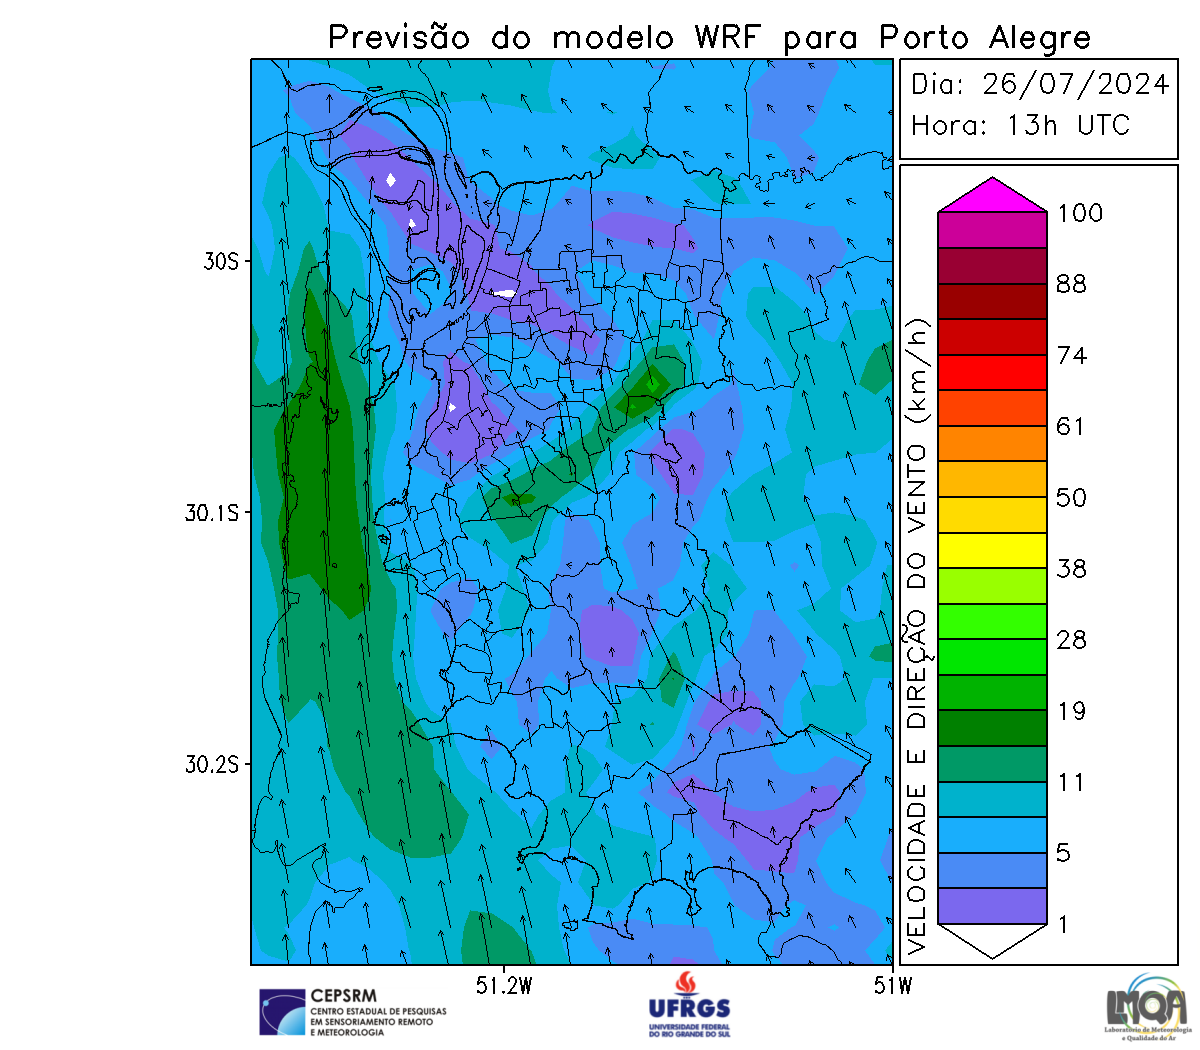 Previsão do modelo WRF para Porto Alegre
Dia: 26/07/2024
Hora: 13h UTC
30S
30.1S
30.2S
51.2W
51W
VELOCIDADE E DIREÇÃO DO VENTO (km/h)
100
88
74
61
50
38
28
19
11
5
1
CEPSRM
CENTRO ESTADUAL DE PESQUISAS
EM SENSORIAMENTO REMOTO
E METEOROLOGIA
UFRGS
UNIVERSIDADE FEDERAL
DO RIO GRANDE DO SUL
LMQA
Laboratório de Meteorologia
e Qualidade do Ar